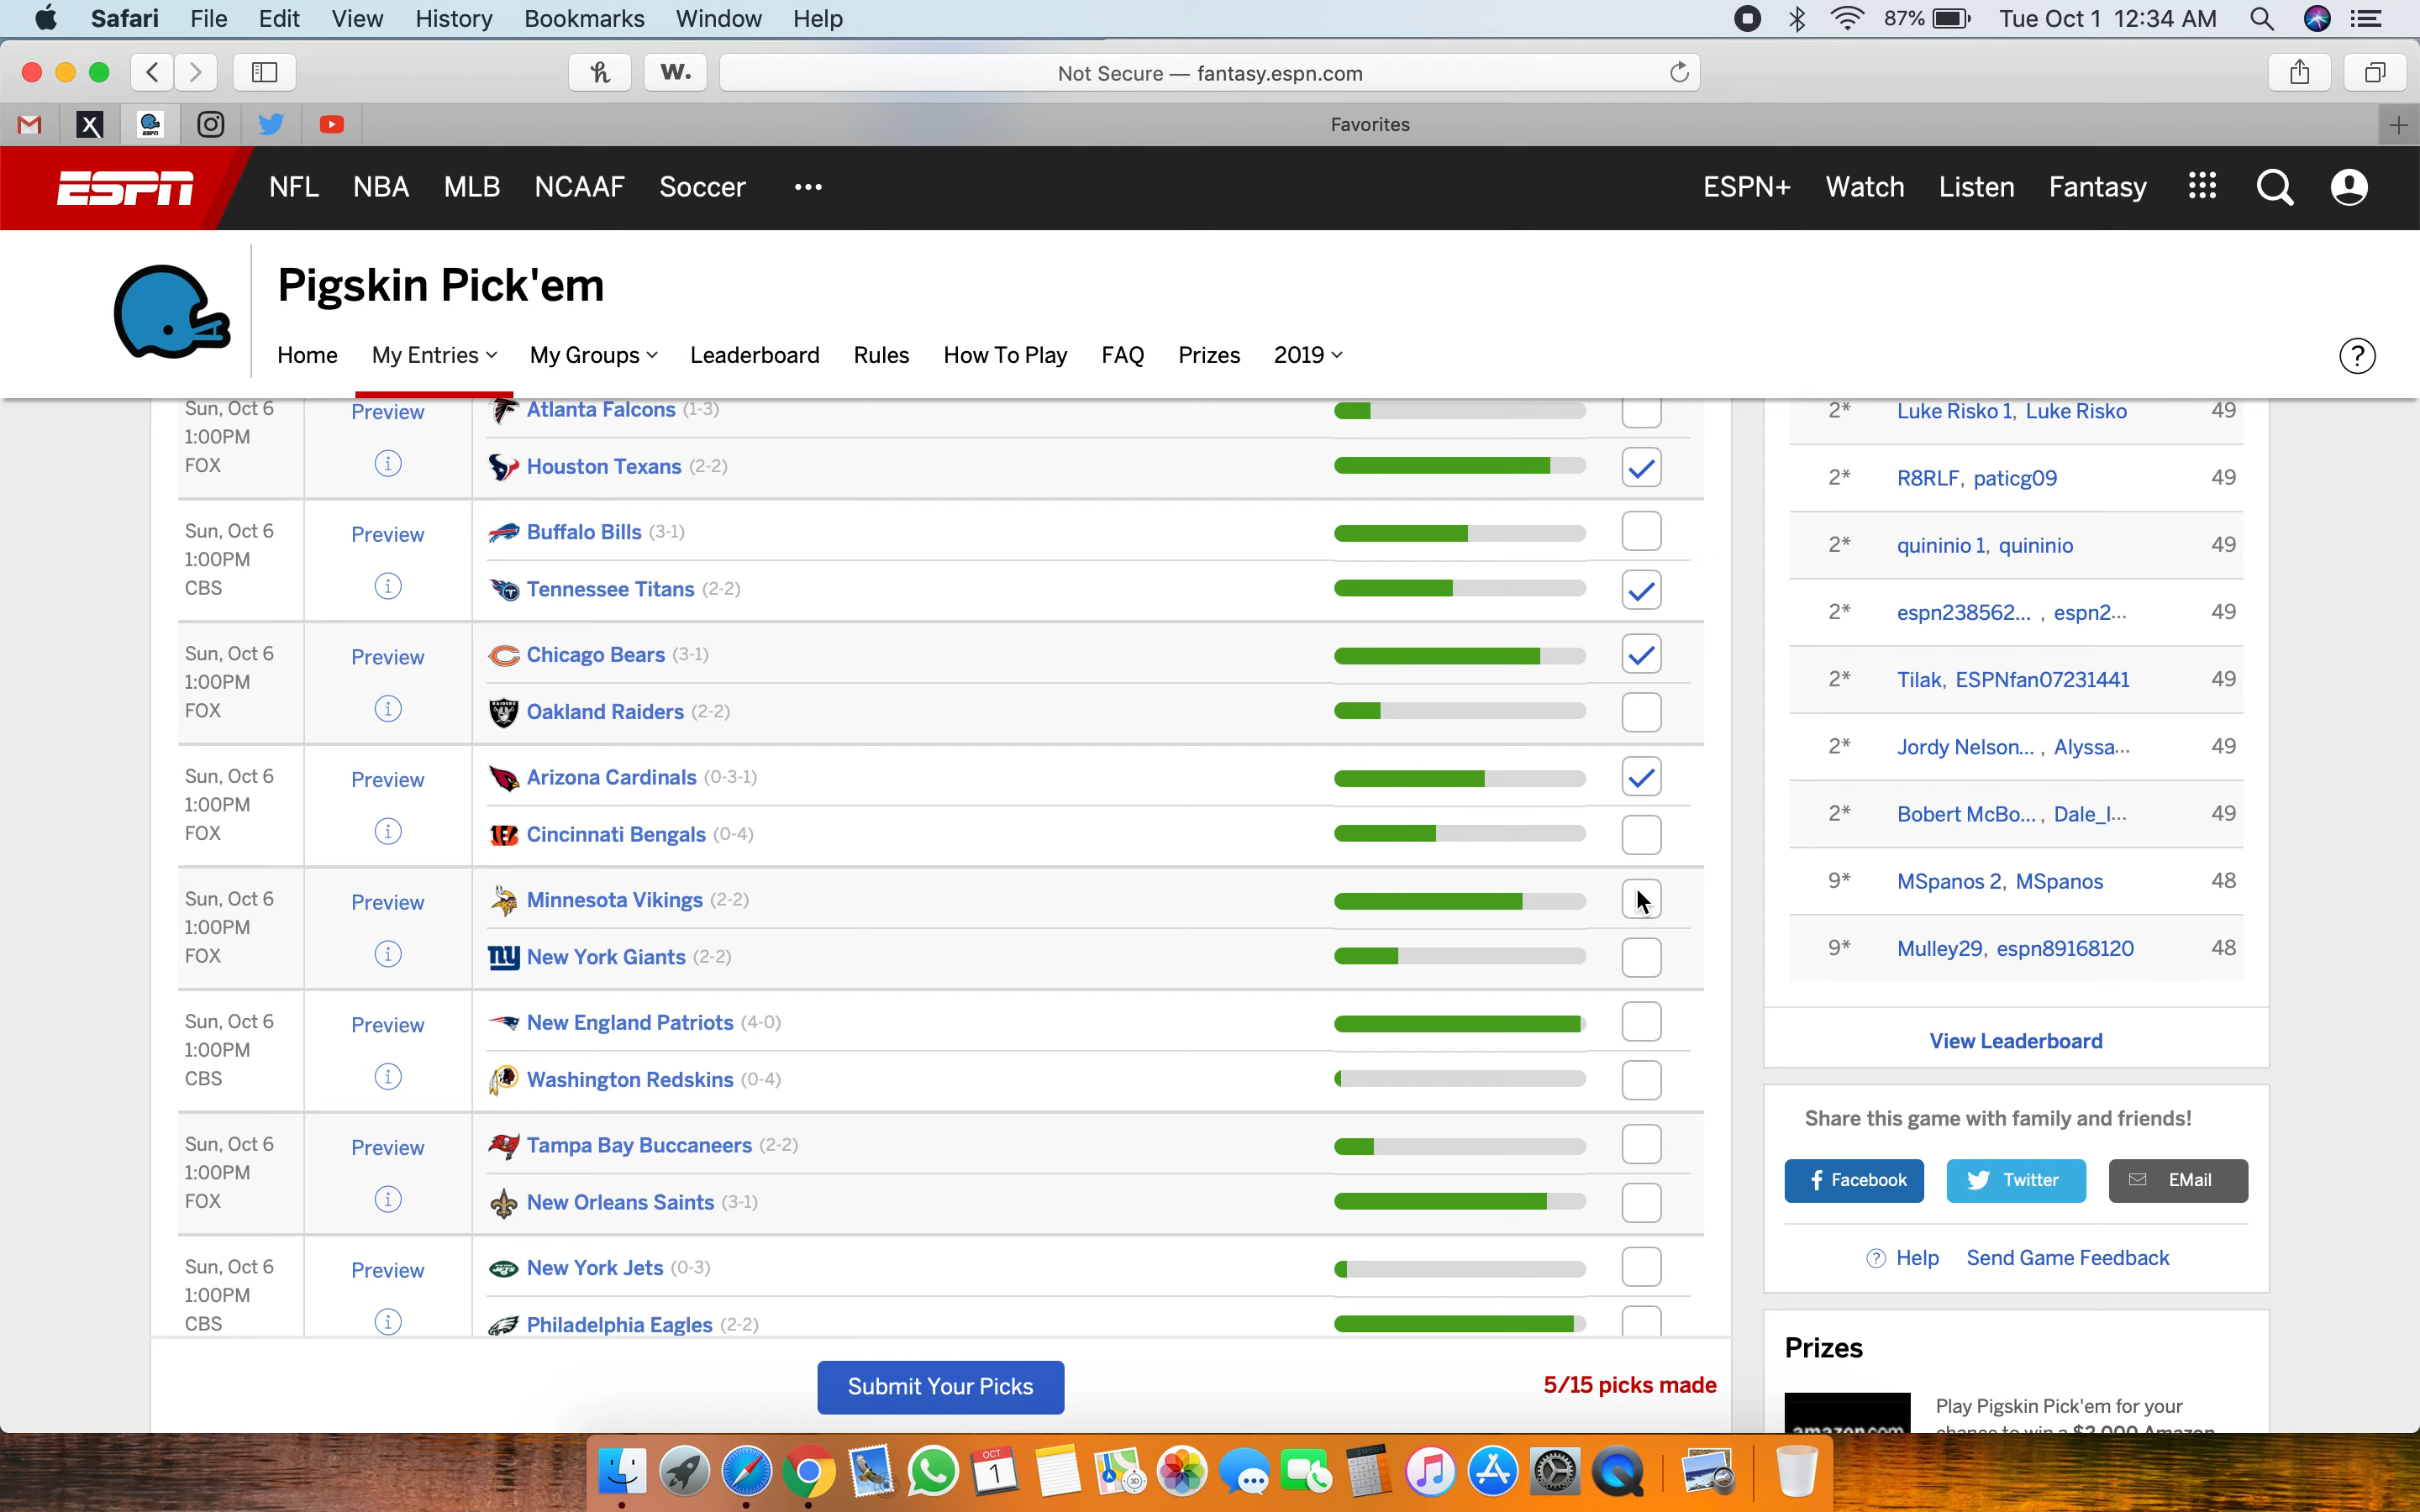 Safari File Edit View History Bookmarks Window Help 87% Tue Oct 1 12:34 AM
W. Not Secure — fantasy.espn.com
Favorites
ESPN NFL NBA MLB NCAAF Soccer ••• ESPN+ Watch Listen Fantasy
Pigskin Pick'em
Home My Entries My Groups Leaderboard Rules How To Play FAQ Prizes 2019 ?
Sun, Oct 6 Preview Atlanta Falcons (1-3)
1:00PM
FOX Houston Texans (2-2)
Sun, Oct 6 Preview Buffalo Bills (3-1)
1:00PM
CBS Tennessee Titans (2-2)
Sun, Oct 6 Preview Chicago Bears (3-1)
1:00PM
FOX Oakland Raiders (2-2)
Sun, Oct 6 Preview Arizona Cardinals (0-3-1)
1:00PM
FOX Cincinnati Bengals (0-4)
Sun, Oct 6 Preview Minnesota Vikings (2-2)
1:00PM
FOX New York Giants (2-2)
Sun, Oct 6 Preview New England Patriots (4-0)
1:00PM
CBS Washington Redskins (0-4)
Sun, Oct 6 Preview Tampa Bay Buccaneers (2-2)
1:00PM
FOX New Orleans Saints (3-1)
Sun, Oct 6 Preview New York Jets (0-3)
1:00PM
CBS Philadelphia Eagles (2-2)
Submit Your Picks 5/15 picks made
2* Luke Risko 1, Luke Risko 49
2* R8RLF, paticg09 49
2* quininio 1, quininio 49
2* espn238562... , espn2... 49
2* Tilak, ESPNfan07231441 49
2* Jordy Nelson... , Alyssa... 49
2* Bobert McBo... , Dale_l... 49
9* MSpanos 2, MSpanos 48
9* Mulley29, espn89168120 48
View Leaderboard
Share this game with family and friends!
Facebook Twitter EMail
? Help Send Game Feedback
Prizes
Play Pigskin Pick'em for your
chance to win a $2,000 Amazon
amazon.com
OCT
1